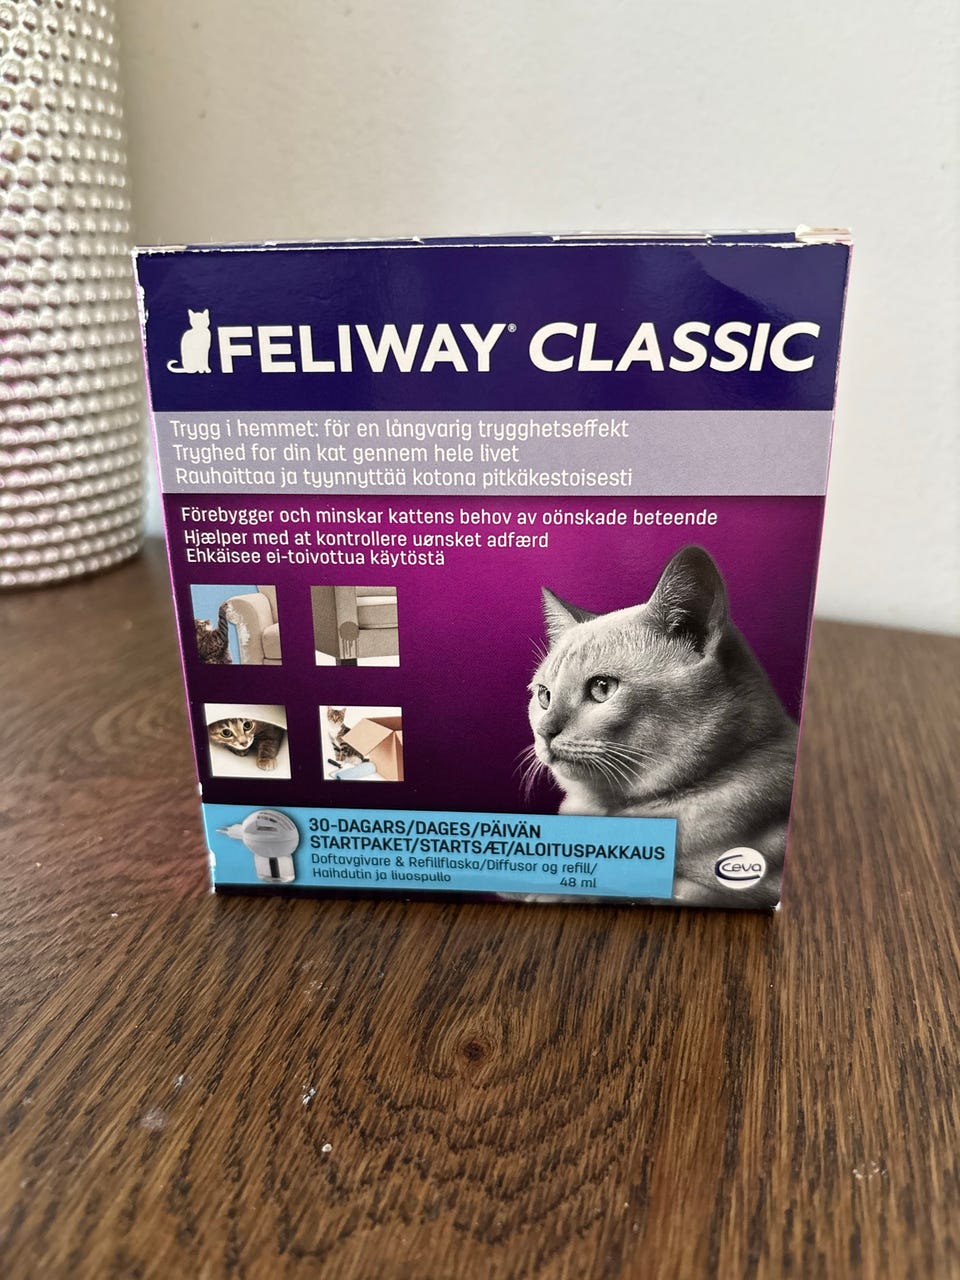 FELIWAY® CLASSIC
Trygg i hemmet: för en långvarig trygghetseffekt
Tryghed for din kat gennem hele livet
Rauhoittaa ja tyynnyttää kotona pitkäkestoisesti
Förebygger och minskar kattens behov av oönskade beteende
Hjælper med at kontrollere uønsket adfærd
Ehkäisee ei-toivottua käytöstä
30-DAGARS/DAGES/PÄIVÄN
STARTPAKET/STARTSÆT/ALOITUSPAKKAUS
Doftavgivare & Refillflaska/Diffusor og refill/
Haihdutin ja liuospullo 48 ml
ceva